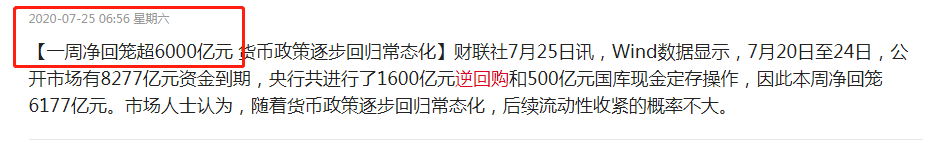 2020-07-25 06:56 星期六
【一周净回笼超6000亿元 货币政策逐步回归常态化】财联社7月25日讯，Wind数据显示，7月20日至24日，公
开市场有8277亿元资金到期，央行共进行了1600亿元逆回购和500亿元国库现金定存操作，因此本周净回笼
6177亿元。市场人士认为，随着货币政策逐步回归常态化，后续流动性收紧的概率不大。